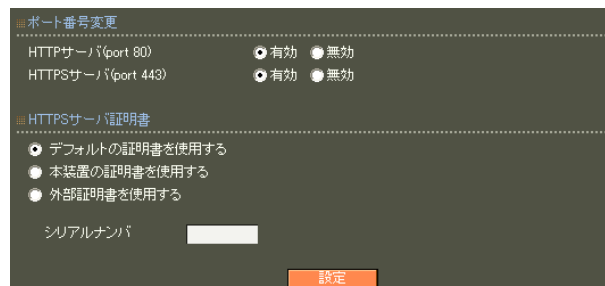 ポート番号変更
HTTPサーバ(port 80) 有効 無効
HTTPSサーバ(port 443) 有効 無効
HTTPSサーバ証明書
デフォルトの証明書を使用する
本装置の証明書を使用する
外部証明書を使用する
シリアルナンバ
設定